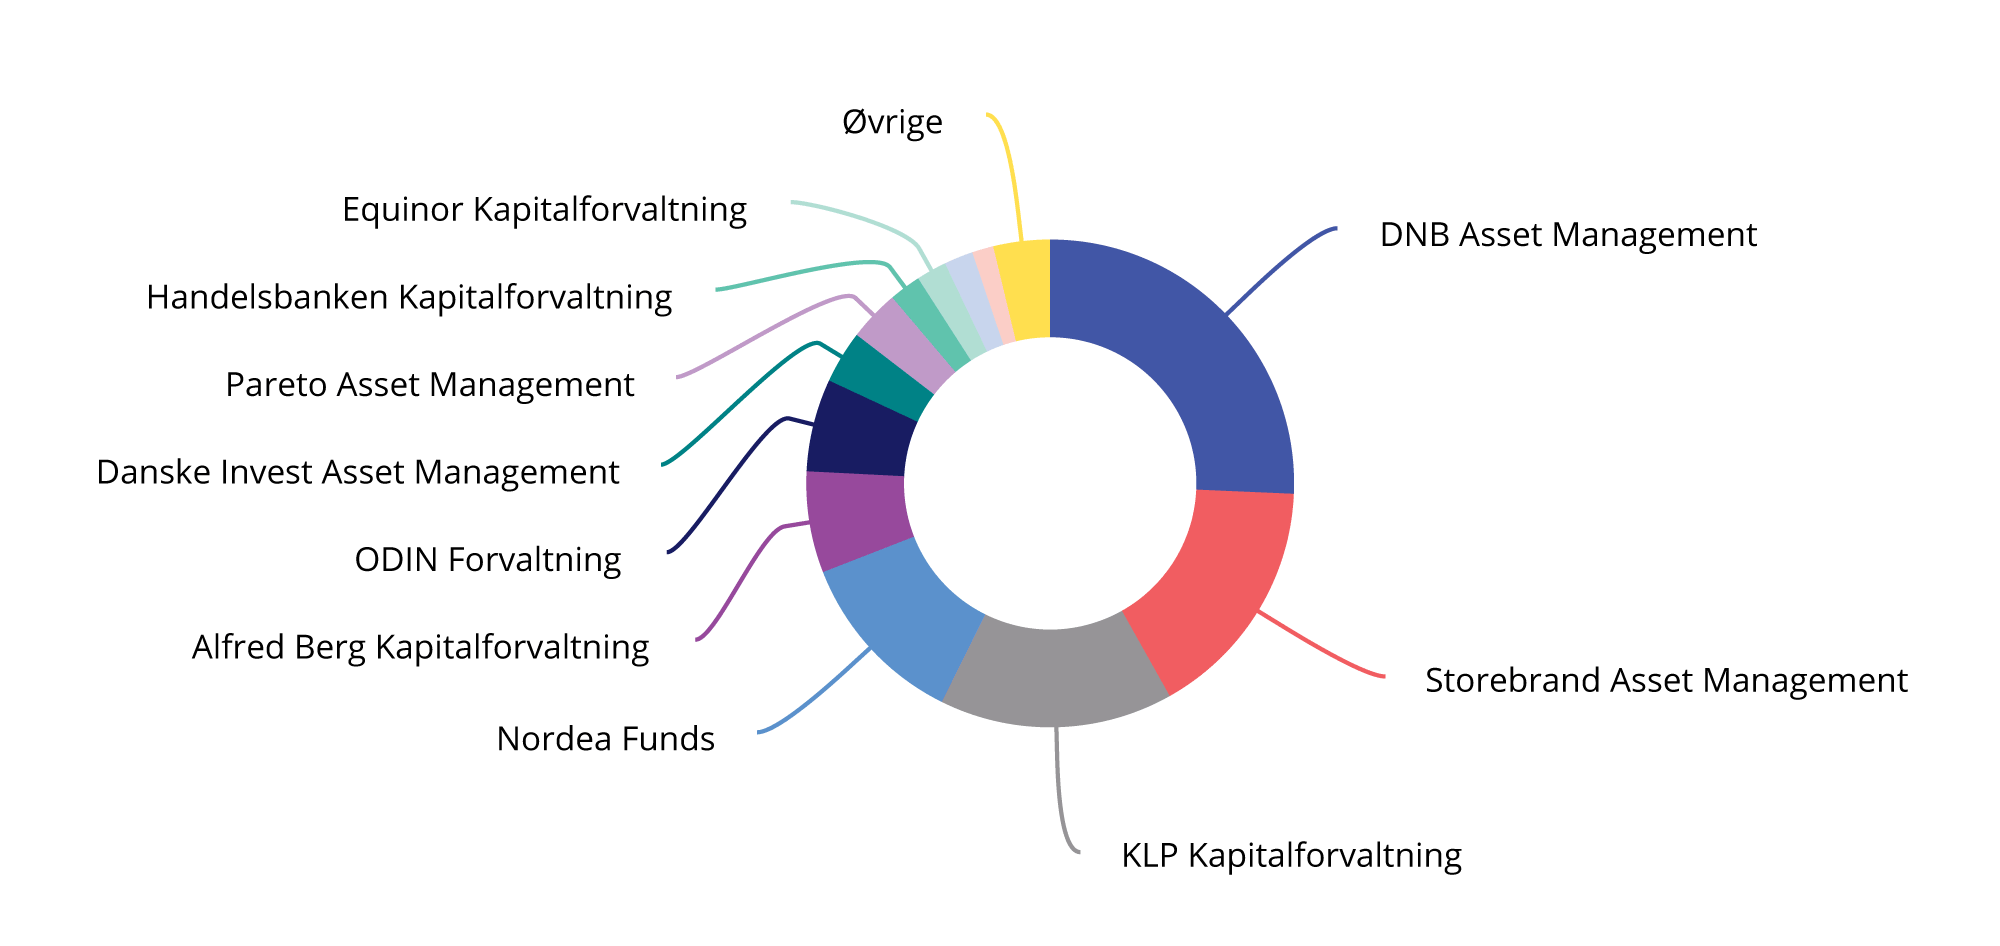 Øvrige
Equinor Kapitalforvaltning
DNB Asset Management
Handelsbanken Kapitalforvaltning
Pareto Asset Management
Danske Invest Asset Management
ODIN Forvaltning
Alfred Berg Kapitalforvaltning
Storebrand Asset Management
Nordea Funds
KLP Kapitalforvaltning